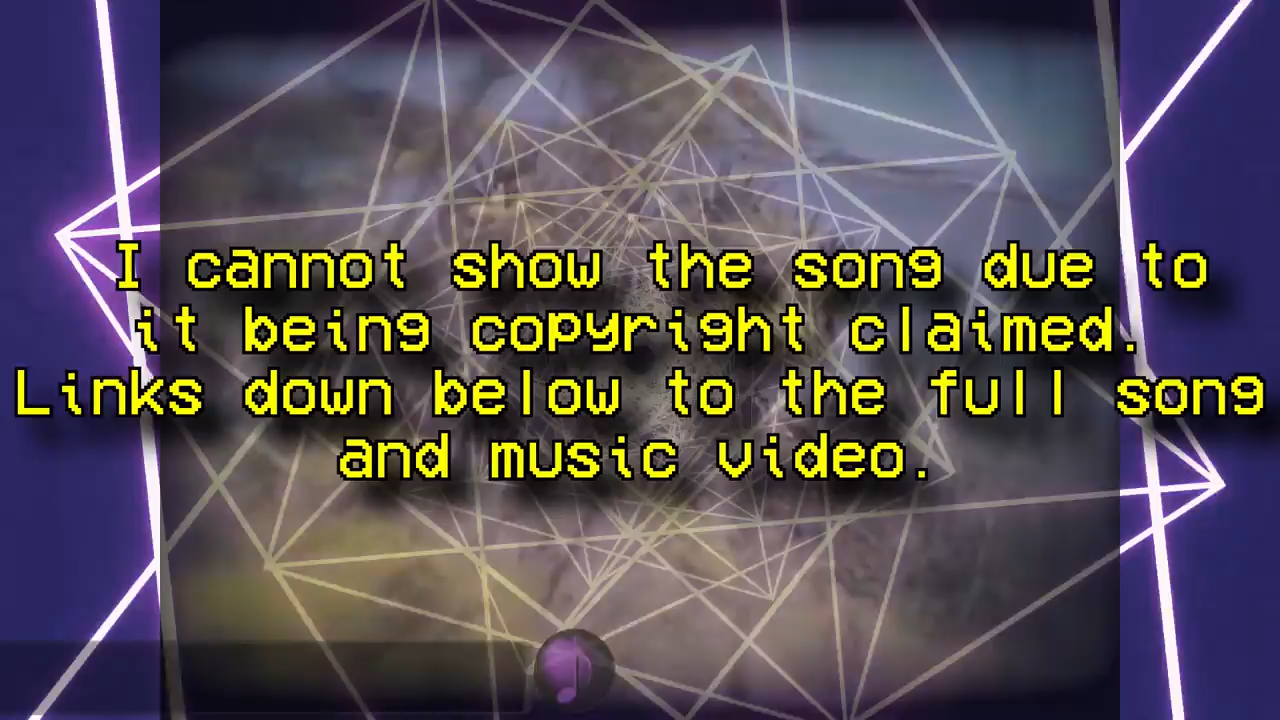 I cannot show the song due to
it being copyright claimed.
Links down below to the full song
and music video.